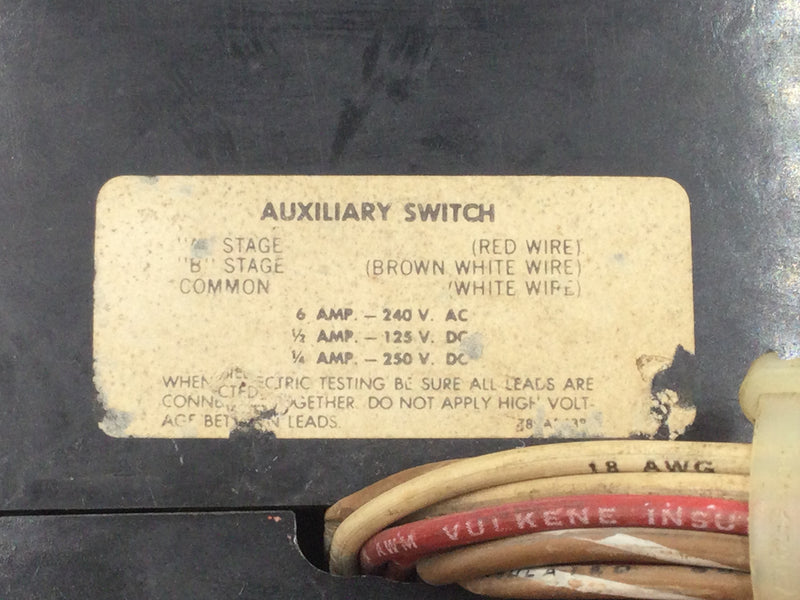 AUXILIARY SWITCH
"A" STAGE (RED WIRE)
"B" STAGE (BROWN WHITE WIRE)
COMMON (WHITE WIRE)
6 AMP. – 240 V. AC
½ AMP. – 125 V. DC
¼ AMP. – 250 V. DC
WHEN DIELECTRIC TESTING BE SURE ALL LEADS ARE
CONNECTED TOGETHER. DO NOT APPLY HIGH VOLT-
AGE BETWEEN LEADS.
18 AWG
AWM VULKENE INSU